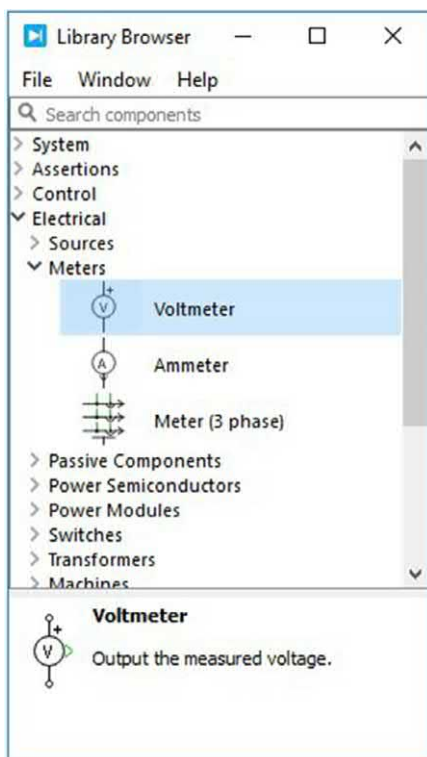 Library Browser
File Window Help
Search components
System
Assertions
Control
Electrical
Sources
Meters
V Voltmeter
A Ammeter
Meter (3 phase)
Passive Components
Power Semiconductors
Power Modules
Switches
Transformers
Machines
Voltmeter
V Output the measured voltage.